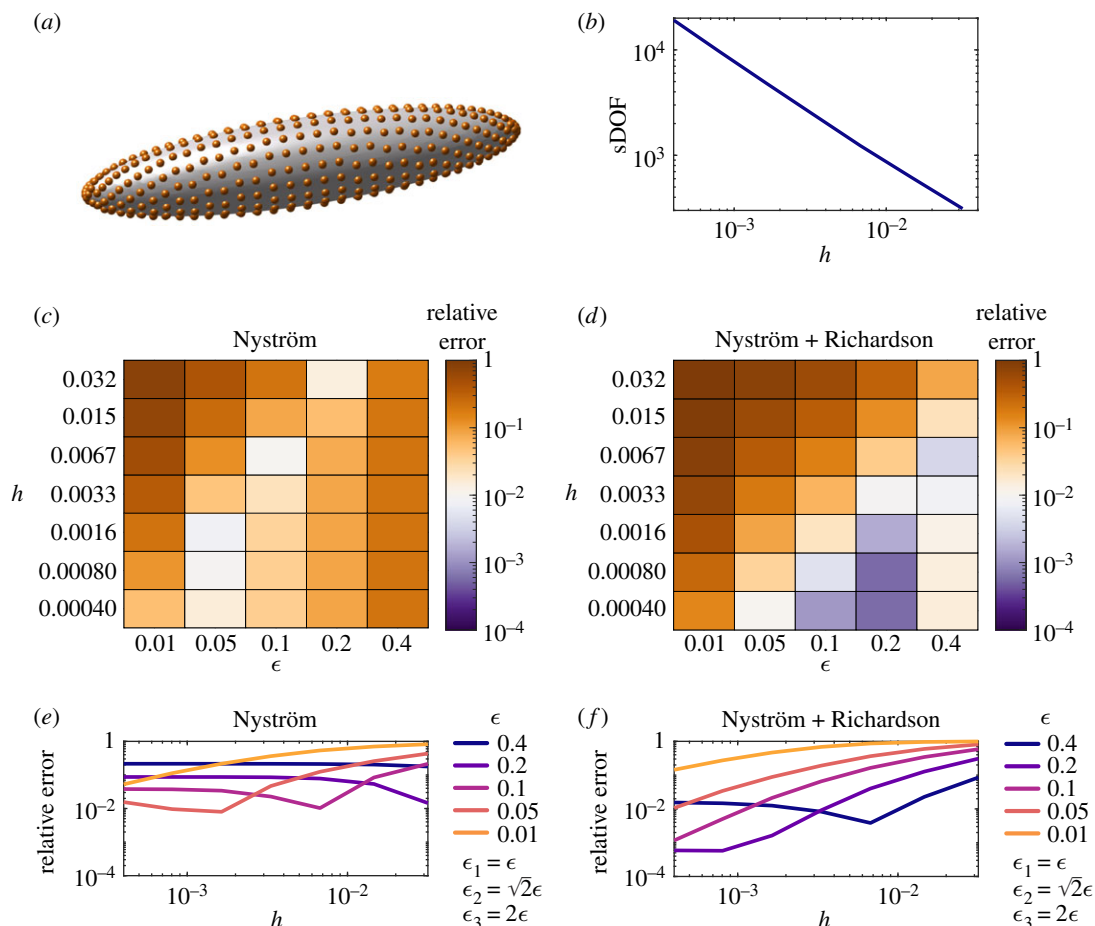 (a)
(b)
10⁴
10³
sDOF
10⁻³
10⁻²
h
(c)
Nyström
relative
error
0.032
0.015
0.0067
0.0033
0.0016
0.00080
0.00040
h
0.01
0.05
0.1
0.2
0.4
ϵ
1
10⁻¹
10⁻²
10⁻³
10⁻⁴
(d)
Nyström + Richardson
relative
error
0.032
0.015
0.0067
0.0033
0.0016
0.00080
0.00040
h
0.01
0.05
0.1
0.2
0.4
ϵ
1
10⁻¹
10⁻²
10⁻³
10⁻⁴
(e)
Nyström
relative error
1
10⁻²
10⁻⁴
10⁻³
10⁻²
h
ϵ
0.4
0.2
0.1
0.05
0.01
ϵ₁ = ϵ
ϵ₂ = √2ϵ
ϵ₃ = 2ϵ
(f)
Nyström + Richardson
relative error
1
10⁻²
10⁻⁴
10⁻³
10⁻²
h
ϵ
0.4
0.2
0.1
0.05
0.01
ϵ₁ = ϵ
ϵ₂ = √2ϵ
ϵ₃ = 2ϵ